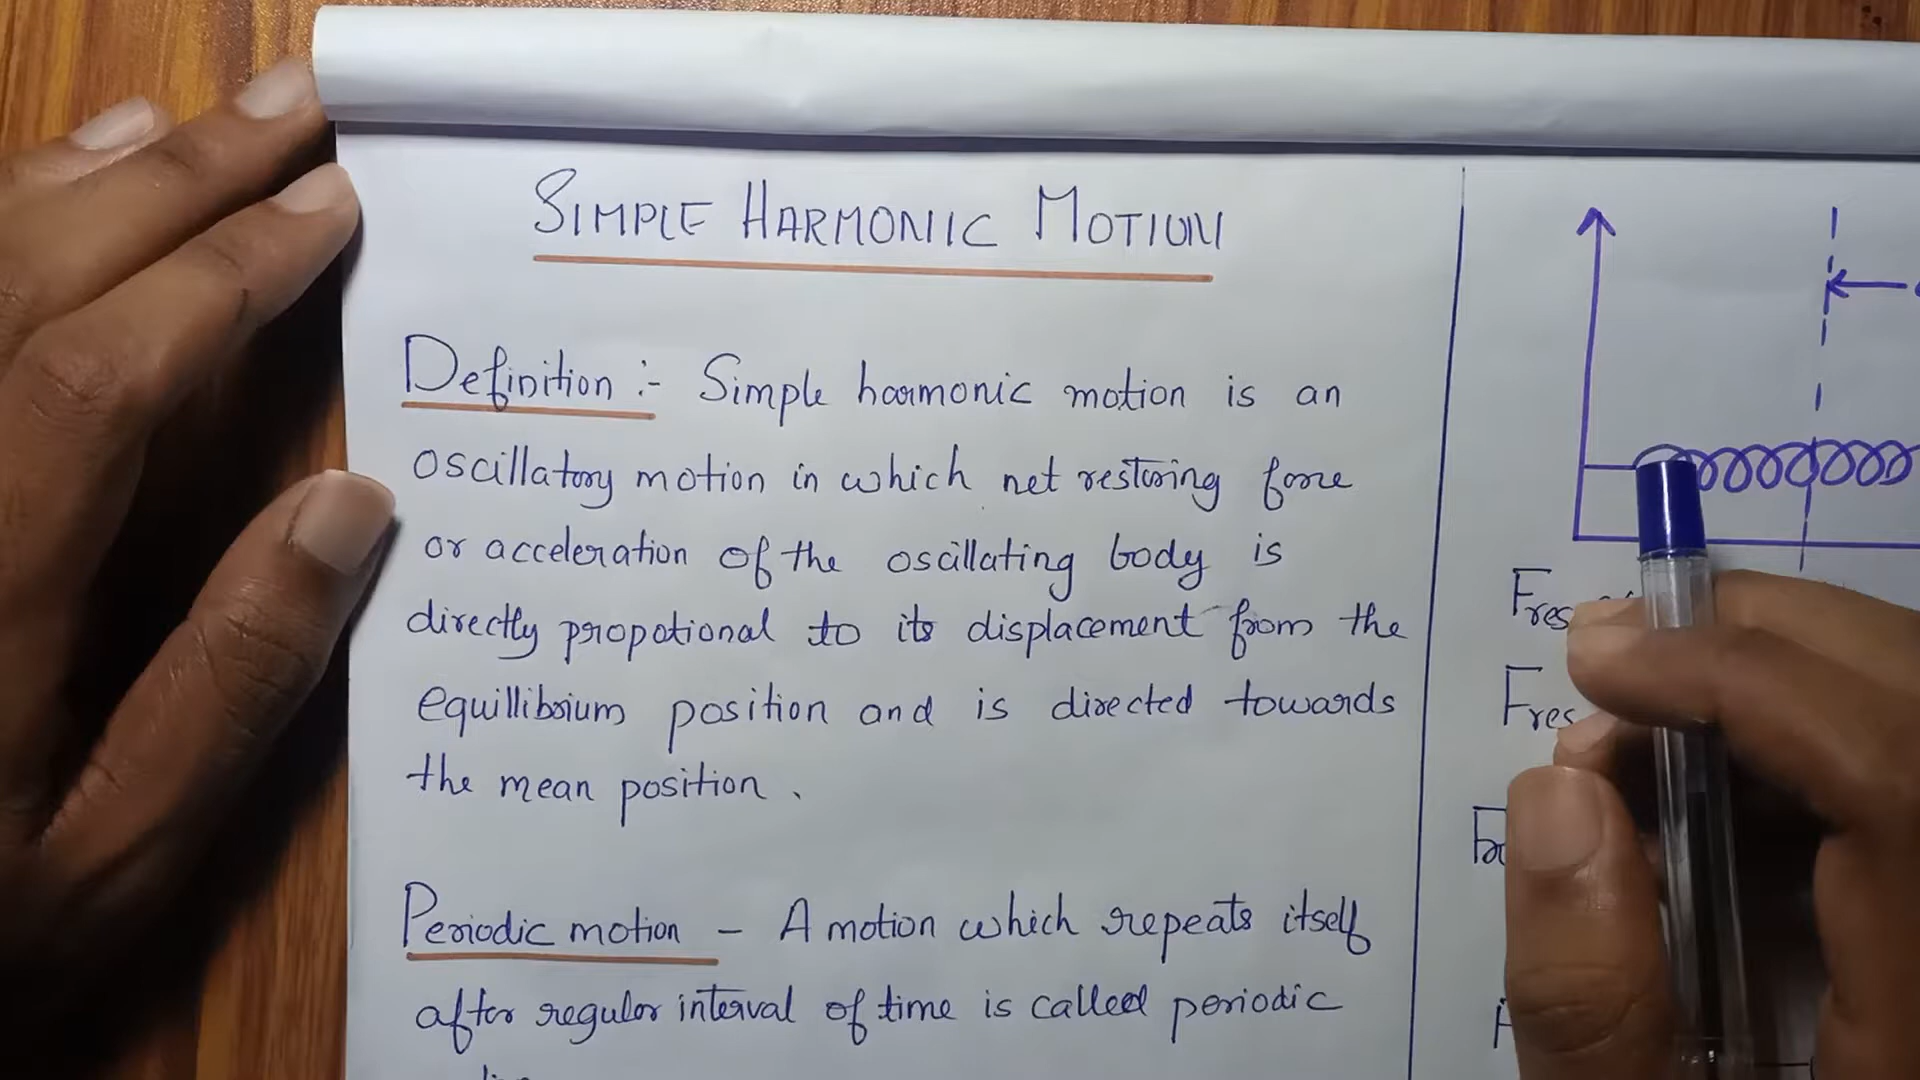 SIMPLE HARMONIC MOTION
Definition :- Simple harmonic motion is an
oscillatory motion in which net restoring force
or acceleration of the oscillating body is
directly propotional to its displacement from the
equillibrium position and is directed towards
the mean position.
Periodic motion - A motion which repeats itself
after regular interval of time is called periodic
Fres
Fres